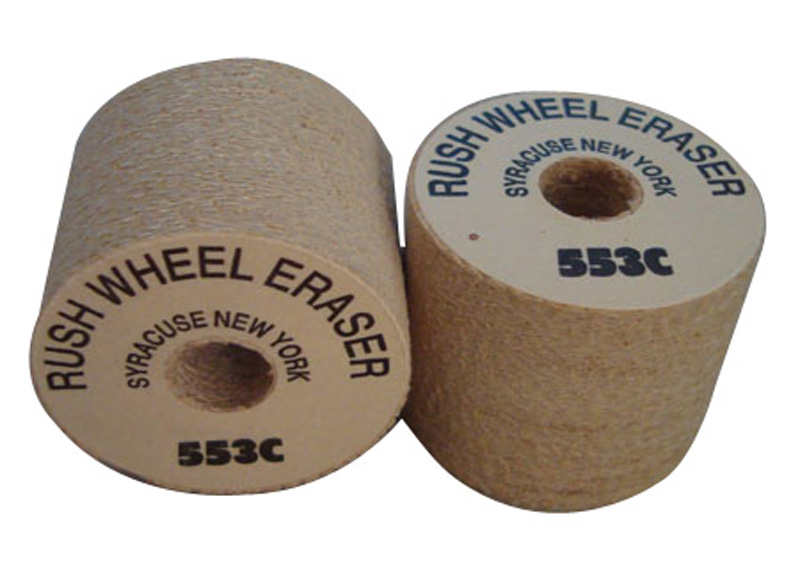 RUSH WHEEL ERASER
SYRACUSE NEW YORK
553C
RUSH WHEEL ERASER
SYRACUSE NEW YORK
553C